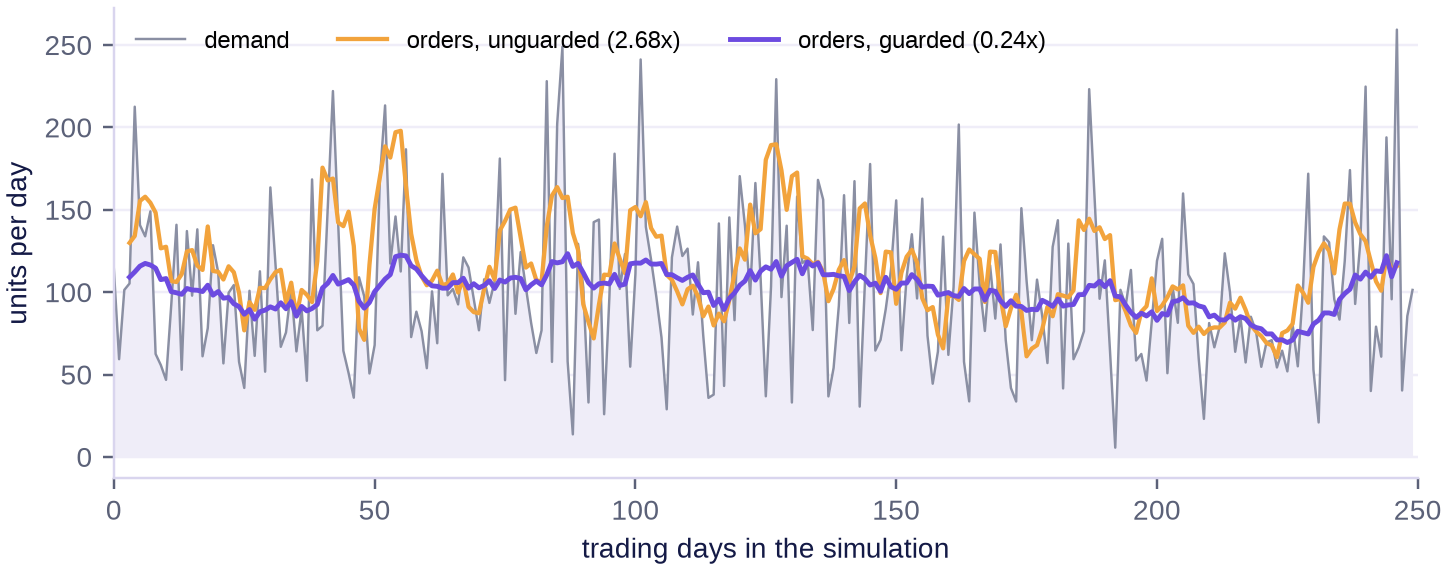 demand
orders, unguarded (2.68x)
orders, guarded (0.24x)
units per day
250
200
150
100
50
0
0
50
100
150
200
250
trading days in the simulation